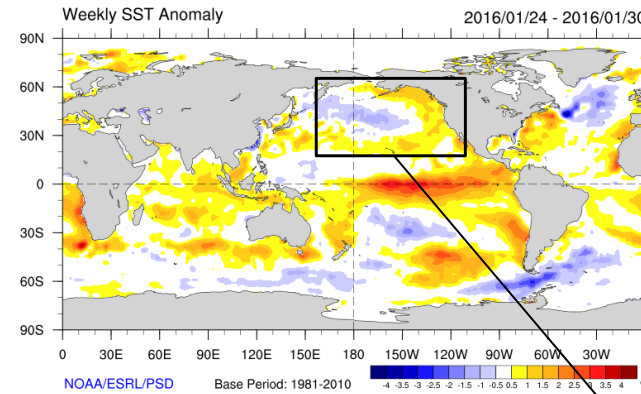 Weekly SST Anomaly 2016/01/24 - 2016/01/30
90N
60N
30N
0
30S
60S
90S
0 30E 60E 90E 120E 150E 180 150W 120W 90W 60W 30W
NOAA/ESRL/PSD Base Period: 1981-2010
-4 -3.5 -3 -2.5 -2 -1.5 -1 -0.5 0.5 1 1.5 2 2.5 3 3.5 4